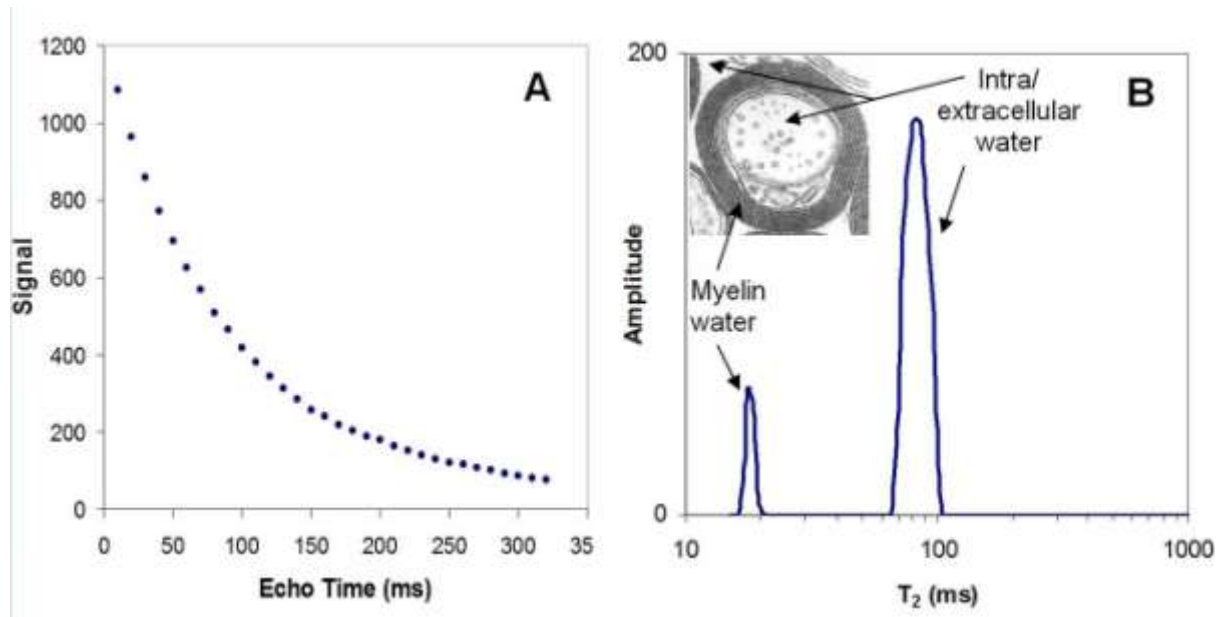 1200
1000
800
600
400
200
0
Signal
A
0 50 100 150 200 250 300 35
Echo Time (ms)
200
0
Amplitude
B
Intra/
extracellular
water
Myelin
water
10 100 1000
T₂ (ms)